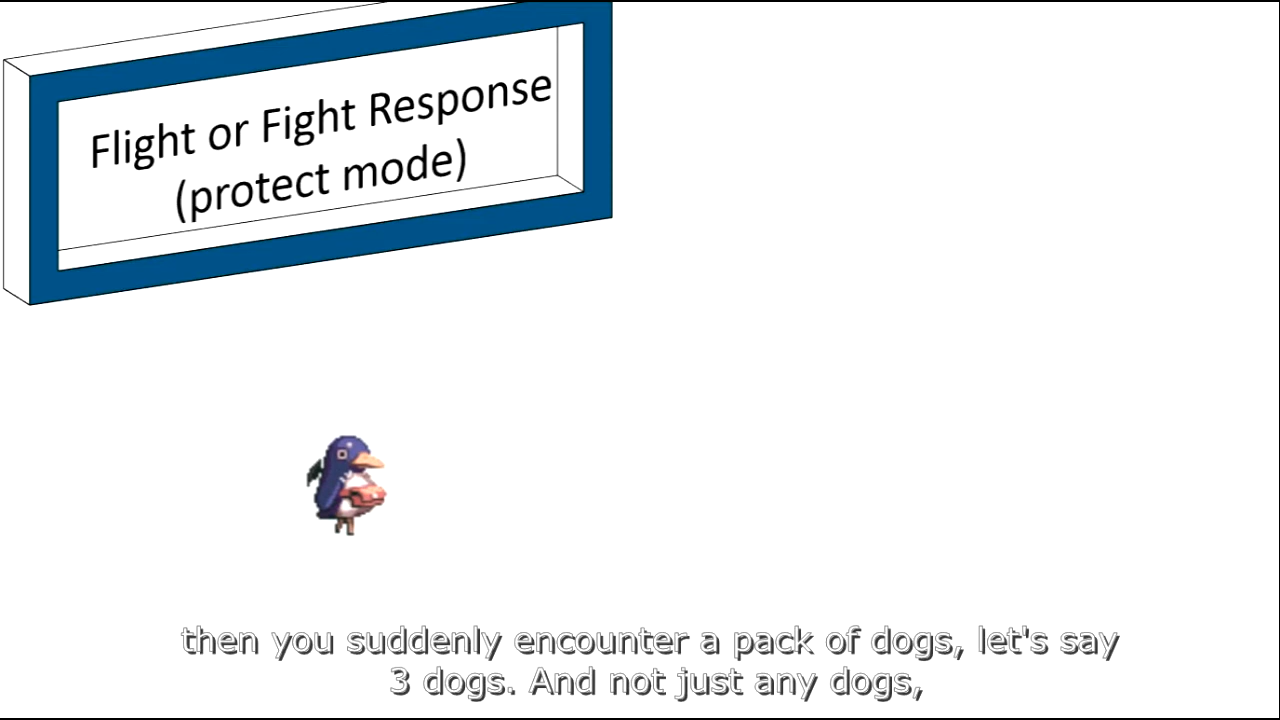 Flight or Fight Response
(protect mode)
then you suddenly encounter a pack of dogs, let's say
3 dogs. And not just any dogs,